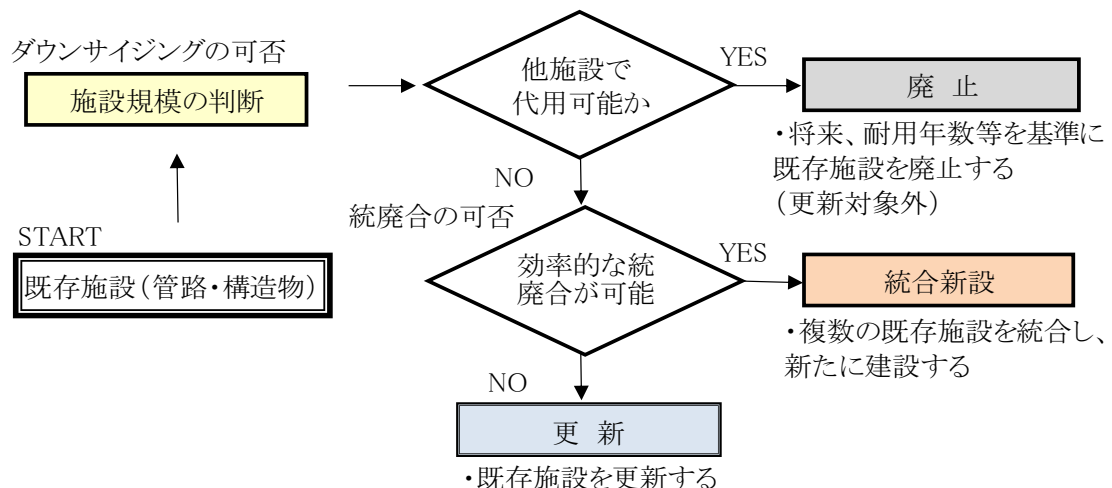 ダウンサイジングの可否
施設規模の判断
START
既存施設(管路・構造物)
他施設で
代用可能か
YES
廃 止
・将来、耐用年数等を基準に
既存施設を廃止する
(更新対象外)
NO
統廃合の可否
効率的な統
廃合が可能
YES
統合新設
・複数の既存施設を統合し、
新たに建設する
NO
更 新
・既存施設を更新する